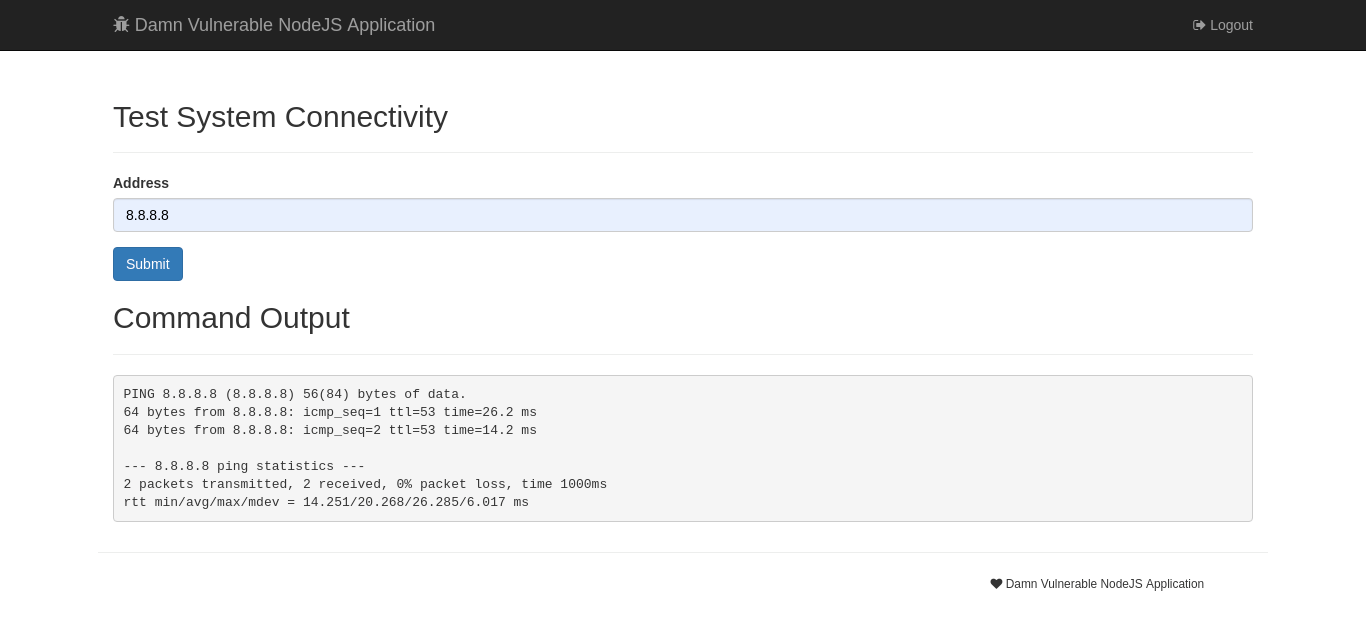 Damn Vulnerable NodeJS Application
Logout
Test System Connectivity
Address
8.8.8.8
Submit
Command Output
PING 8.8.8.8 (8.8.8.8) 56(84) bytes of data.
64 bytes from 8.8.8.8: icmp_seq=1 ttl=53 time=26.2 ms
64 bytes from 8.8.8.8: icmp_seq=2 ttl=53 time=14.2 ms
--- 8.8.8.8 ping statistics ---
2 packets transmitted, 2 received, 0% packet loss, time 1000ms
rtt min/avg/max/mdev = 14.251/20.268/26.285/6.017 ms
Damn Vulnerable NodeJS Application